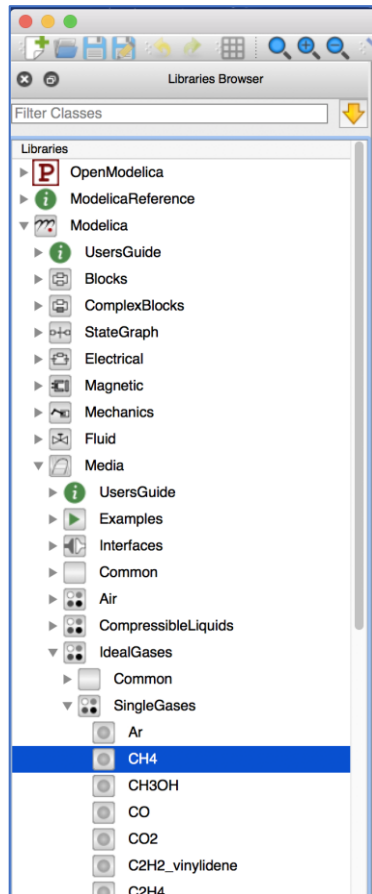 Libraries Browser
Filter Classes
Libraries
P OpenModelica
i ModelicaReference
Modelica
i UsersGuide
Blocks
ComplexBlocks
StateGraph
Electrical
Magnetic
Mechanics
Fluid
Media
i UsersGuide
Examples
Interfaces
Common
Air
CompressibleLiquids
IdealGases
Common
SingleGases
Ar
CH4
CH3OH
CO
CO2
C2H2_vinylidene
C2H4